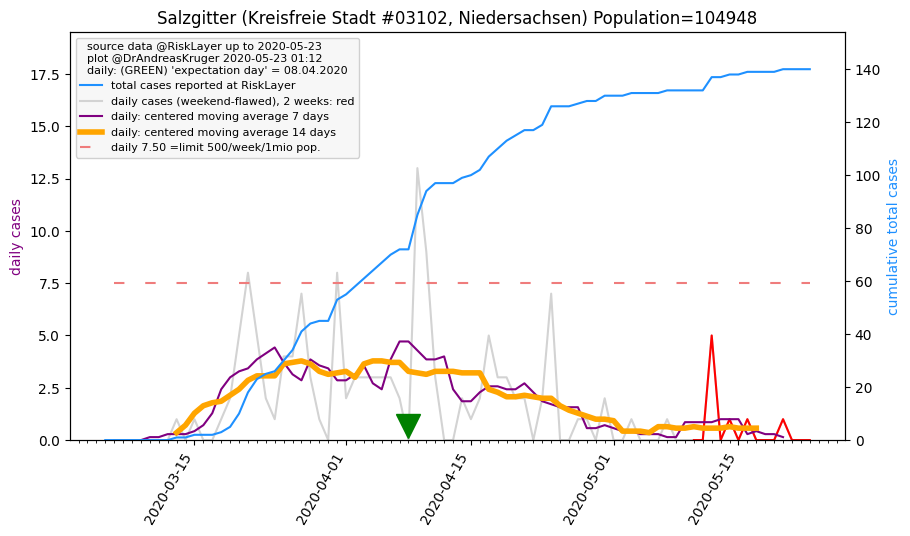 Salzgitter (Kreisfreie Stadt #03102, Niedersachsen) Population=104948
source data @RiskLayer up to 2020-05-23
plot @DrAndreasKruger 2020-05-23 01:12
daily: (GREEN) 'expectation day' = 08.04.2020
total cases reported at RiskLayer
daily cases (weekend-flawed), 2 weeks: red
daily: centered moving average 7 days
daily: centered moving average 14 days
daily 7.50 =limit 500/week/1mio pop.
daily cases
17.5
15.0
12.5
10.0
7.5
5.0
2.5
0.0
140
120
100
80
60
40
20
0
cumulative total cases
2020-03-15
2020-04-01
2020-04-15
2020-05-01
2020-05-15